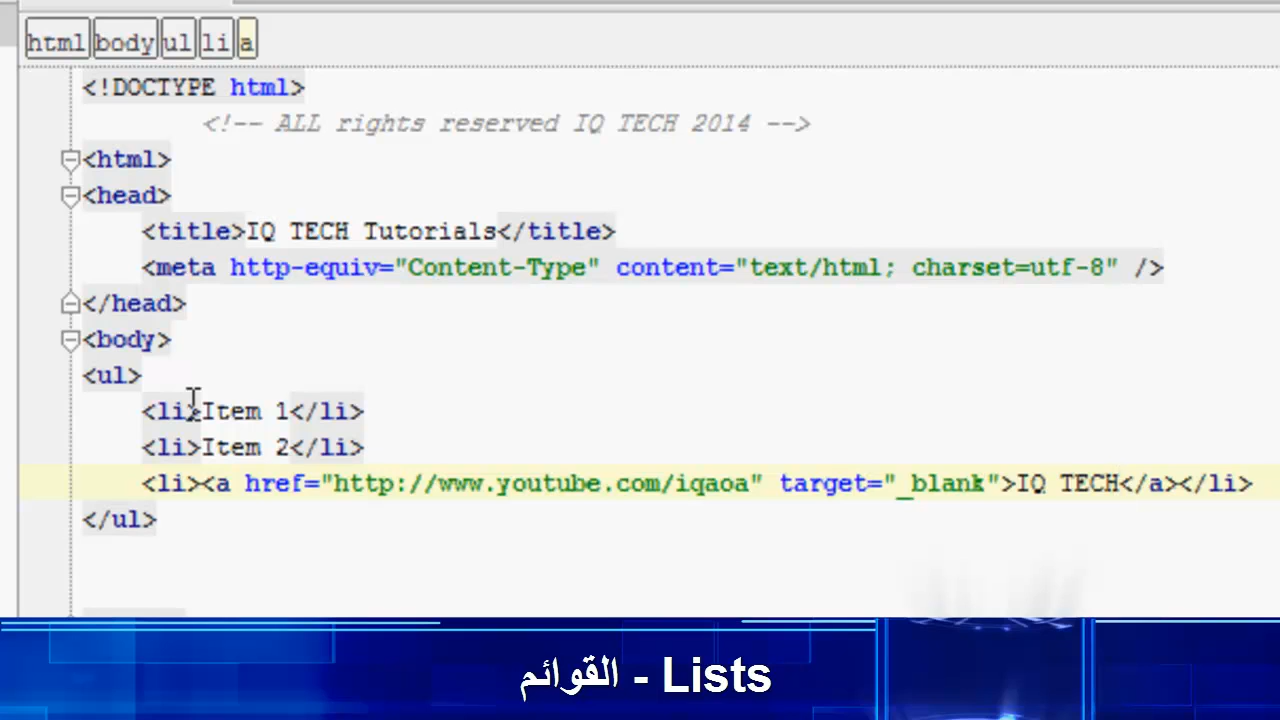 html body ul li a
<!DOCTYPE html>
<!-- ALL rights reserved IQ TECH 2014 -->
<html>
<head>
<title>IQ TECH Tutorials</title>
<meta http-equiv="Content-Type" content="text/html; charset=utf-8" />
</head>
<body>
<ul>
<li>Item 1</li>
<li>Item 2</li>
<li><a href="http://www.youtube.com/iqaoa" target="_blank">IQ TECH</a></li>
</ul>
القوائم - Lists